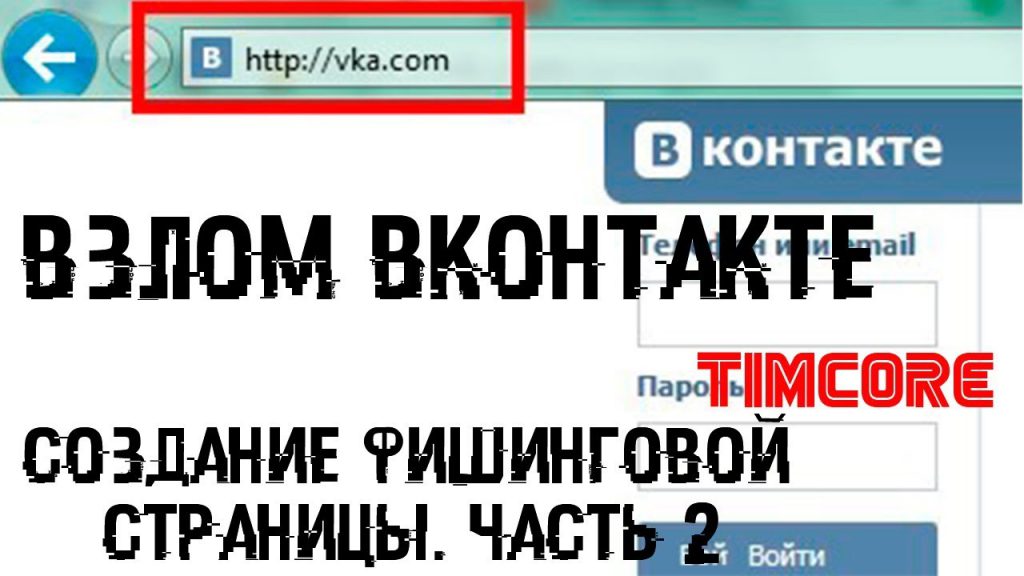 B http://vka.com
В контакте
ВЗЛОМ ВКОНТАКТЕ
Телефон или email
TIMCORE
Пароль
СОЗДАНИЕ ФИШИНГОВОЙ
СТРАНИЦЫ. ЧАСТЬ 2
Войти